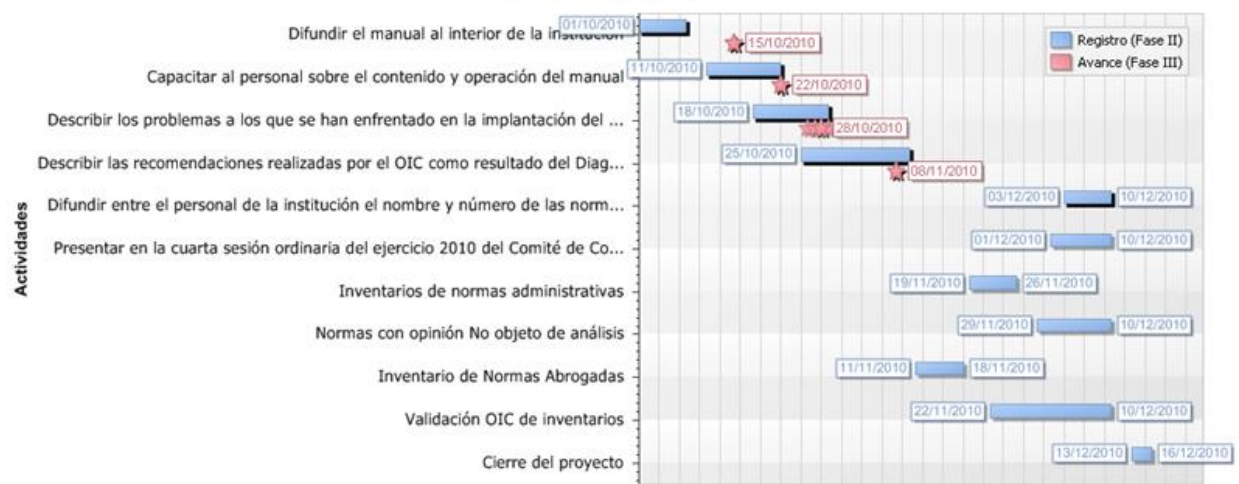 01/10/2010
Difundir el manual al interior de la institución
15/10/2010
Registro (Fase II)
Avance (Fase III)
Capacitar al personal sobre el contenido y operación del manual
11/10/2010
22/10/2010
Describir los problemas a los que se han enfrentado en la implantación del ...
18/10/2010
28/10/2010
Describir las recomendaciones realizadas por el OIC como resultado del Diag...
25/10/2010
08/11/2010
Difundir entre el personal de la institución el nombre y número de las norm...
03/12/2010
10/12/2010
Presentar en la cuarta sesión ordinaria del ejercicio 2010 del Comité de Co...
01/12/2010
10/12/2010
Inventarios de normas administrativas
19/11/2010
26/11/2010
Normas con opinión No objeto de análisis
29/11/2010
10/12/2010
Inventario de Normas Abrogadas
11/11/2010
18/11/2010
Validación OIC de inventarios
22/11/2010
10/12/2010
Cierre del proyecto
13/12/2010
16/12/2010
Actividades